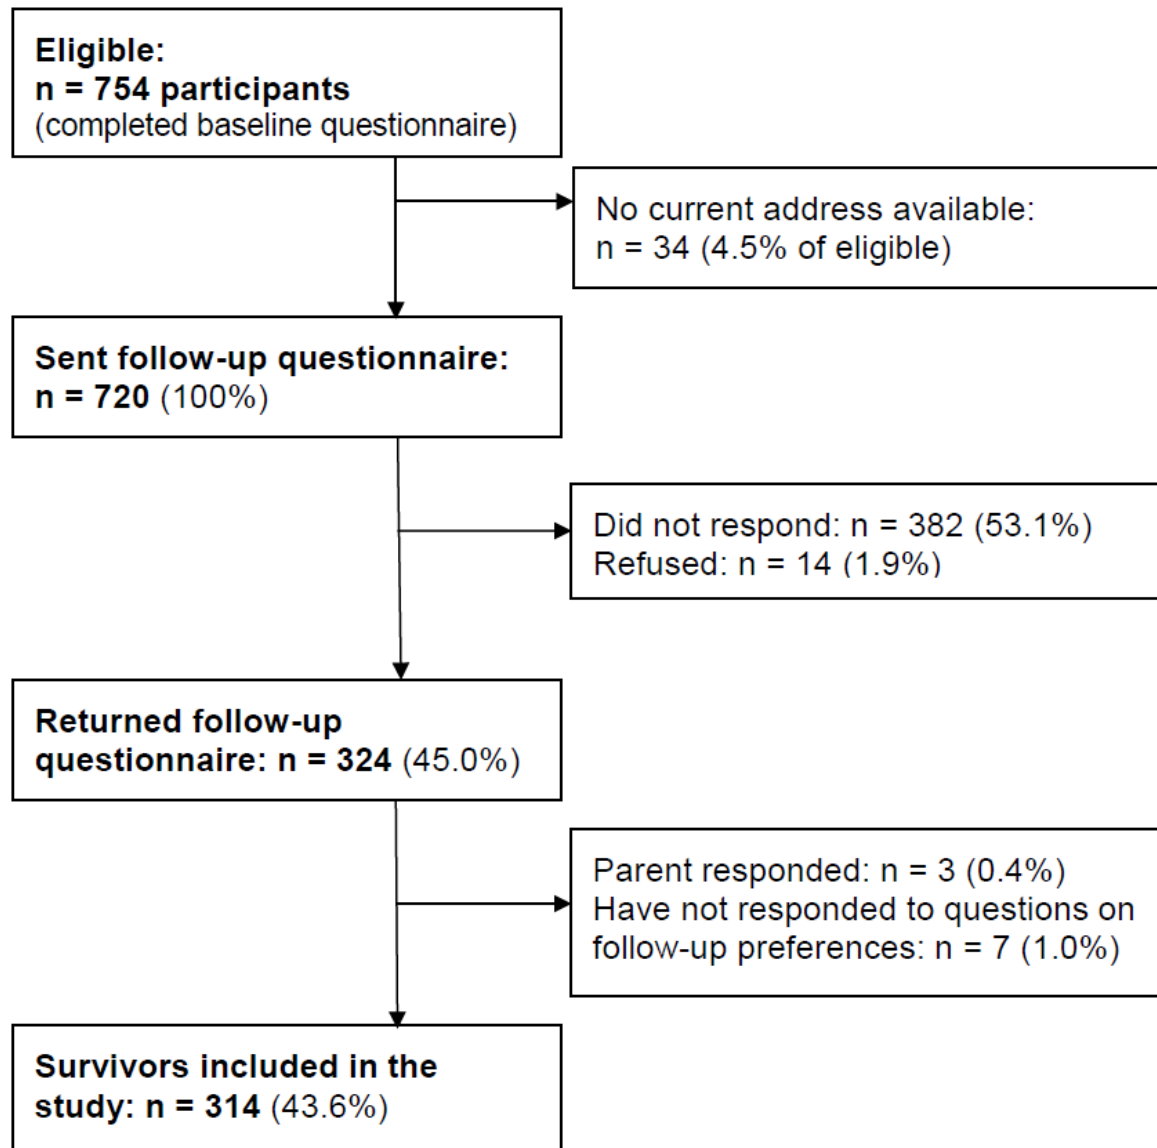 Eligible:
n = 754 participants
(completed baseline questionnaire)
No current address available:
n = 34 (4.5% of eligible)
Sent follow-up questionnaire:
n = 720 (100%)
Did not respond: n = 382 (53.1%)
Refused: n = 14 (1.9%)
Returned follow-up
questionnaire: n = 324 (45.0%)
Parent responded: n = 3 (0.4%)
Have not responded to questions on
follow-up preferences: n = 7 (1.0%)
Survivors included in the
study: n = 314 (43.6%)